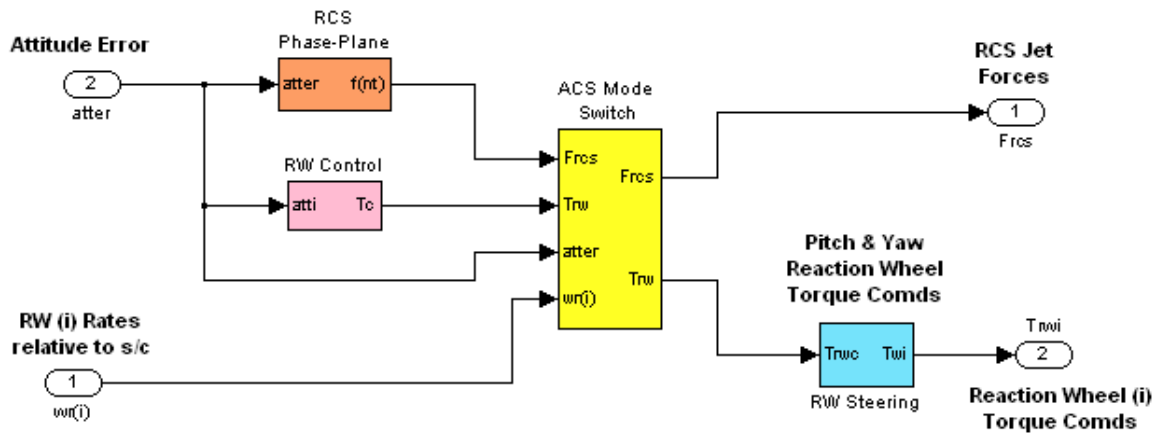 Attitude Error
2
atter
RCS
Phase-Plane
atter
f(nt)
RW Control
atti
Tc
ACS Mode
Switch
Frcs
Trw
atter
wr(i)
Frcs
Trw
RCS Jet
Forces
1
Frcs
RW (i) Rates
relative to s/c
1
wr(i)
Pitch & Yaw
Reaction Wheel
Torque Comds
Trwc
Twi
RW Steering
Trwi
2
Reaction Wheel (i)
Torque Comds